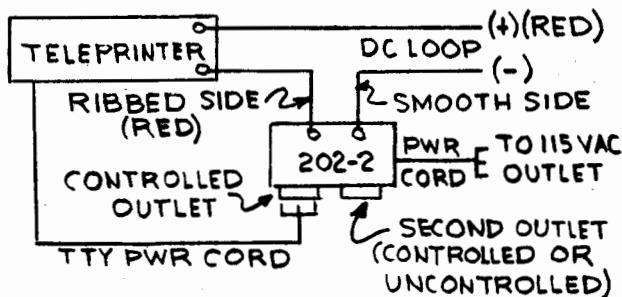 TELEPRINTER
(+)(RED)
DC LOOP
(-)
RIBBED SIDE
(RED)
SMOOTH SIDE
202-2
PWR
CORD
TO 115 VAC
OUTLET
CONTROLLED
OUTLET
SECOND OUTLET
(CONTROLLED OR
UNCONTROLLED)
TTY PWR CORD